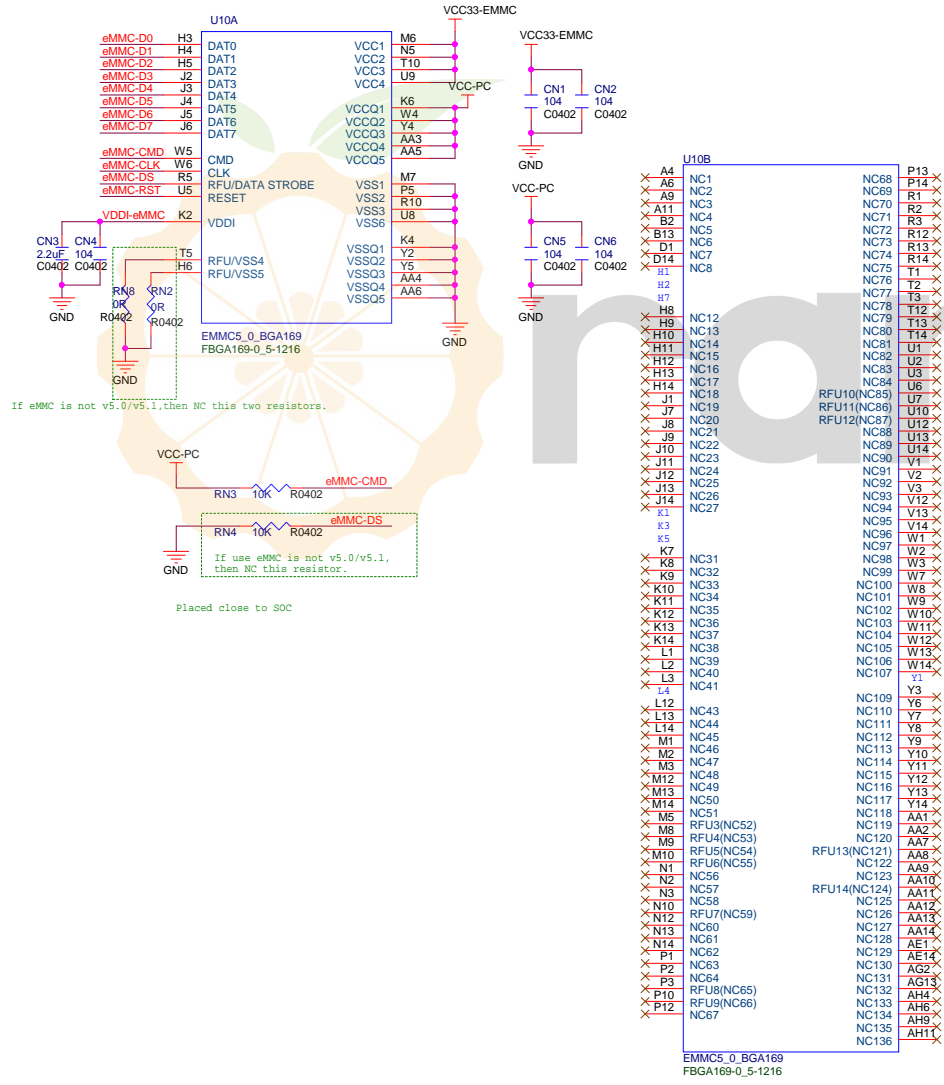 U10A
VCC33-EMMC
eMMC-D0 H3 DAT0 VCC1 M6
eMMC-D1 H4 DAT1 VCC2 N5
eMMC-D2 H5 DAT2 VCC3 T10
eMMC-D3 J2 DAT3 VCC4 U9
eMMC-D4 J3 DAT4
VCC-PC
eMMC-D5 J4 DAT5 VCCQ1 K6
eMMC-D6 J5 DAT6 VCCQ2 W4
eMMC-D7 J6 DAT7 VCCQ3 Y4
VCCQ4 AA3
VCCQ5 AA5
eMMC-CMD W5 CMD
eMMC-CLK W6 CLK
eMMC-DS R5 RFU/DATA STROBE VSS1 M7
eMMC-RST U5 RESET VSS2 P5
VSS3 R10
VDDI-eMMC K2 VDDI VSS6 U8
VSSQ1 K4
T5 RFU/VSS4 VSSQ2 Y2
H6 RFU/VSS5 VSSQ3 Y5
VSSQ4 AA4
VSSQ5 AA6
CN3
2.2uF
C0402
CN4
104
C0402
GND
RN8
0R
R0402
RN2
0R
R0402
GND
GND
EMMC5_0_BGA169
FBGA169-0_5-1216
If eMMC is not v5.0/v5.1,then NC this two resistors.
VCC33-EMMC
CN1
104
C0402
CN2
104
C0402
GND
VCC-PC
CN5
104
C0402
CN6
104
C0402
GND
VCC-PC
RN3 10K R0402 eMMC-CMD
RN4 10K R0402 eMMC-DS
GND
If use eMMC is not v5.0/v5.1,
then NC this resistor.
Placed close to SOC
U10B
A4 NC1 NC68 P13
A6 NC2 NC69 P14
A9 NC3 NC70 R1
A11 NC4 NC71 R2
B2 NC5 NC72 R3
B13 NC6 NC73 R12
D1 NC7 NC74 R13
D14 NC8 NC75 R14
H1 NC76 T1
H2 NC77 T2
H7 NC78 T3
H8 NC12 NC79 T12
H9 NC13 NC80 T13
H10 NC14 NC81 T14
H11 NC15 NC82 U1
H12 NC16 NC83 U2
H13 NC17 NC84 U3
H14 NC18 RFU10(NC85) U6
J1 NC19 RFU11(NC86) U7
J7 NC20 RFU12(NC87) U10
J8 NC21 NC88 U12
J9 NC22 NC89 U13
J10 NC23 NC90 U14
J11 NC24 NC91 V1
J12 NC25 NC92 V2
J13 NC26 NC93 V3
J14 NC27 NC94 V12
K1 NC95 V13
K3 NC96 V14
K5 NC97 W1
K7 NC31 NC98 W2
K8 NC32 NC99 W3
K9 NC33 NC100 W7
K10 NC34 NC101 W8
K11 NC35 NC102 W9
K12 NC36 NC103 W10
K13 NC37 NC104 W11
K14 NC38 NC105 W12
L1 NC39 NC106 W13
L2 NC40 NC107 W14
L3 NC41 Y1
L4 NC109 Y3
L12 NC43 NC110 Y6
L13 NC44 NC111 Y7
L14 NC45 NC112 Y8
M1 NC46 NC113 Y9
M2 NC47 NC114 Y10
M3 NC48 NC115 Y11
M12 NC49 NC116 Y12
M13 NC50 NC117 Y13
M14 NC51 NC118 Y14
M5 RFU3(NC52) NC119 AA1
M8 RFU4(NC53) NC120 AA2
M9 RFU5(NC54) RFU13(NC121) AA7
M10 RFU6(NC55) NC122 AA8
N1 NC56 NC123 AA9
N2 NC57 RFU14(NC124) AA10
N3 NC58 NC125 AA11
N10 RFU7(NC59) NC126 AA12
N12 NC60 NC127 AA13
N13 NC61 NC128 AA14
N14 NC62 NC129 AE1
P1 NC63 NC130 AE14
P2 NC64 NC131 AG2
P3 RFU8(NC65) NC132 AG13
P10 RFU9(NC66) NC133 AH4
P12 NC67 NC134 AH6
NC135 AH9
NC136 AH11
EMMC5_0_BGA169
FBGA169-0_5-1216